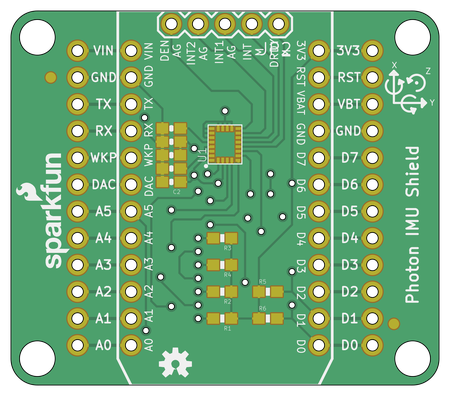 DEN
AG
INT2
AG
INT1
AG
INT
DRDY
VIN
GND
TX
RX
WKP
DAC
A5
A4
A3
A2
A1
A0
VIN
GND
TX
RX
WKP
DAC
A5
A4
A3
A2
A1
A0
U1
C2
R3
R4
R2
R1
R5
R6
3V3
RST
VBAT
GND
D7
D6
D5
D4
D3
D2
D1
D0
3V3
RST
VBT
GND
D7
D6
D5
D4
D3
D2
D1
D0
X
Z
Y
sparkfun
Photon IMU Shield